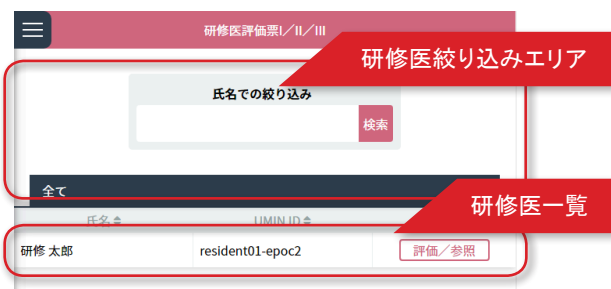 研修医評価票I／II／III
研修医絞り込みエリア
氏名での絞り込み
検索
全て
研修医一覧
氏名 UMIN ID
研修 太郎 resident01-epoc2 評価／参照